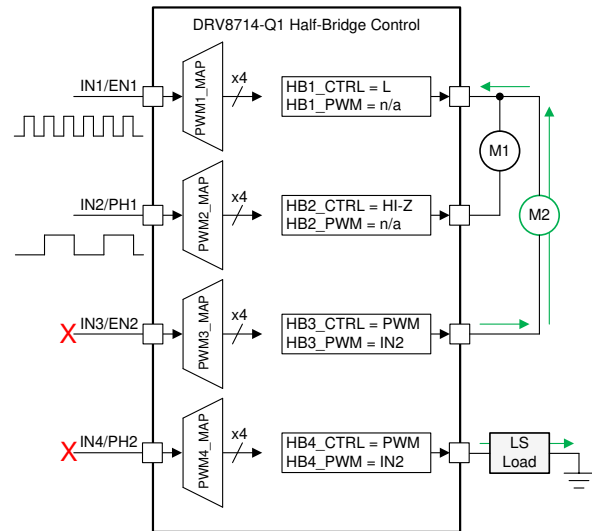 DRV8714-Q1 Half-Bridge Control
IN1/EN1
PWM1_MAP
x4
HB1_CTRL = L
HB1_PWM = n/a
M1
IN2/PH1
PWM2_MAP
x4
HB2_CTRL = HI-Z
HB2_PWM = n/a
M2
X
IN3/EN2
PWM3_MAP
x4
HB3_CTRL = PWM
HB3_PWM = IN2
X
IN4/PH2
PWM4_MAP
x4
HB4_CTRL = PWM
HB4_PWM = IN2
LS
Load